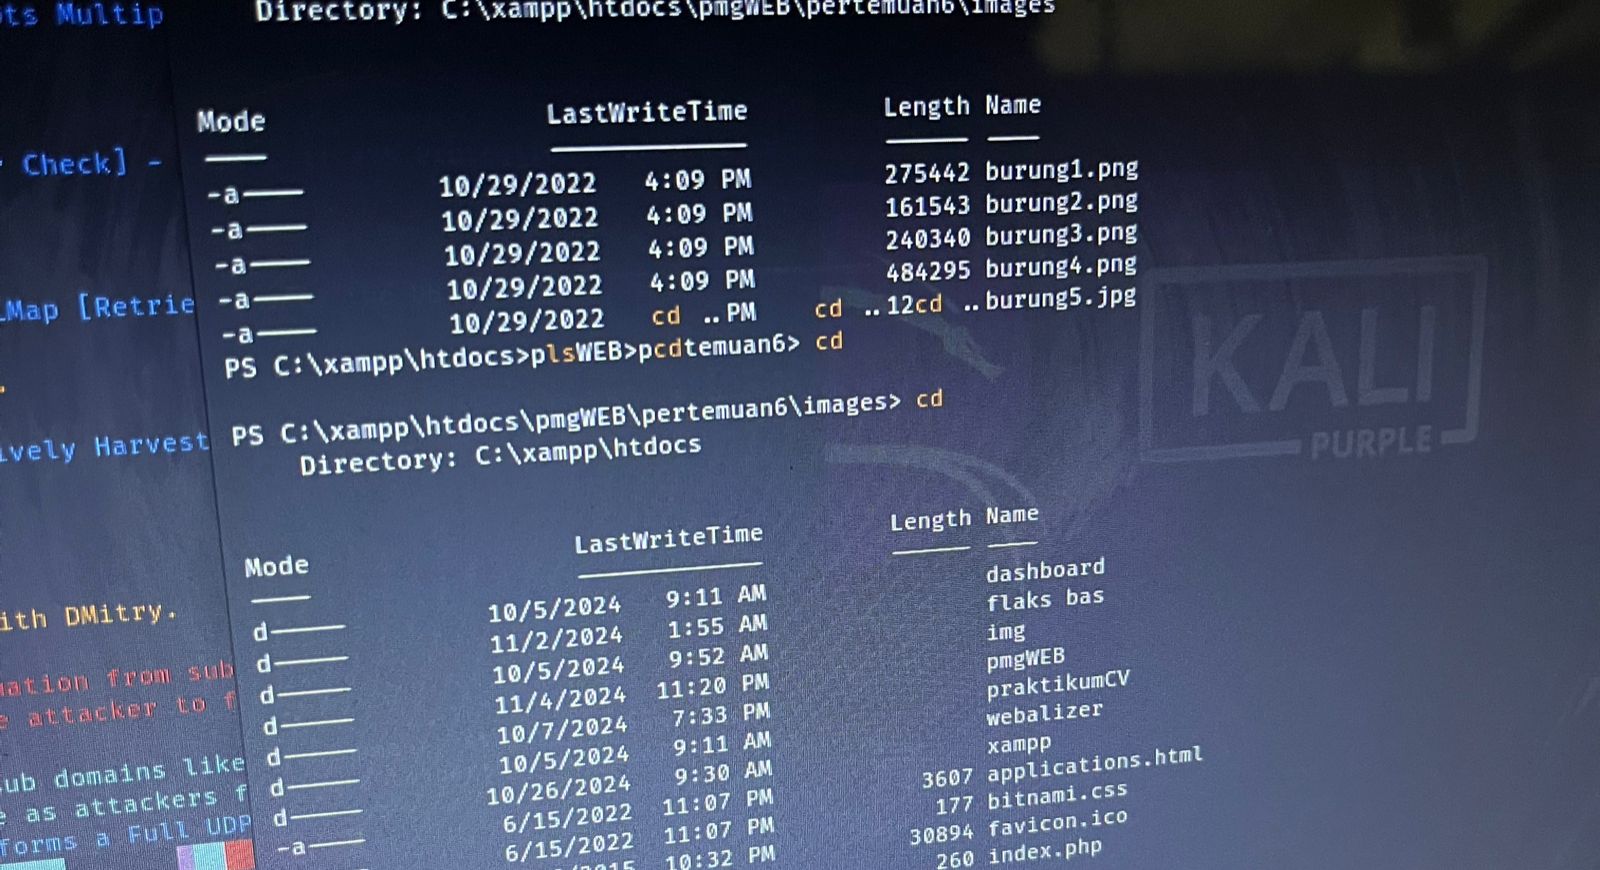 ots Multip
Directory: C:\xampp\htdocs\pmgWEB\pertemuan6\images
Mode LastWriteTime Length Name
Check] -
-a—— 10/29/2022 4:09 PM 275442 burung1.png
-a—— 10/29/2022 4:09 PM 161543 burung2.png
-a—— 10/29/2022 4:09 PM 240340 burung3.png
-a—— 10/29/2022 4:09 PM 484295 burung4.png
-a—— 10/29/2022 cd ..PM cd ..12cd ..burung5.jpg
Map [Retrie
PS C:\xampp\htdocs>plsWEB>pcdtemuan6> cd
PS C:\xampp\htdocs\pmgWEB\pertemuan6\images> cd
Directory: C:\xampp\htdocs
ively Harvest
KALI
PURPLE
Mode LastWriteTime Length Name
d—— 10/5/2024 9:11 AM dashboard
d—— 11/2/2024 1:55 AM flaks bas
d—— 10/5/2024 9:52 AM img
d—— 11/4/2024 11:20 PM pmgWEB
d—— 10/7/2024 7:33 PM praktikumCV
d—— 10/5/2024 9:11 AM webalizer
d—— 10/26/2024 9:30 AM xampp
-a—— 6/15/2022 11:07 PM 3607 applications.html
6/15/2022 11:07 PM 177 bitnami.css
10:32 PM 30894 favicon.ico
260 index.php
ith DMitry.
mation from sub
e attacker to f
ub domains like
e as attackers f
forms a Full UDP